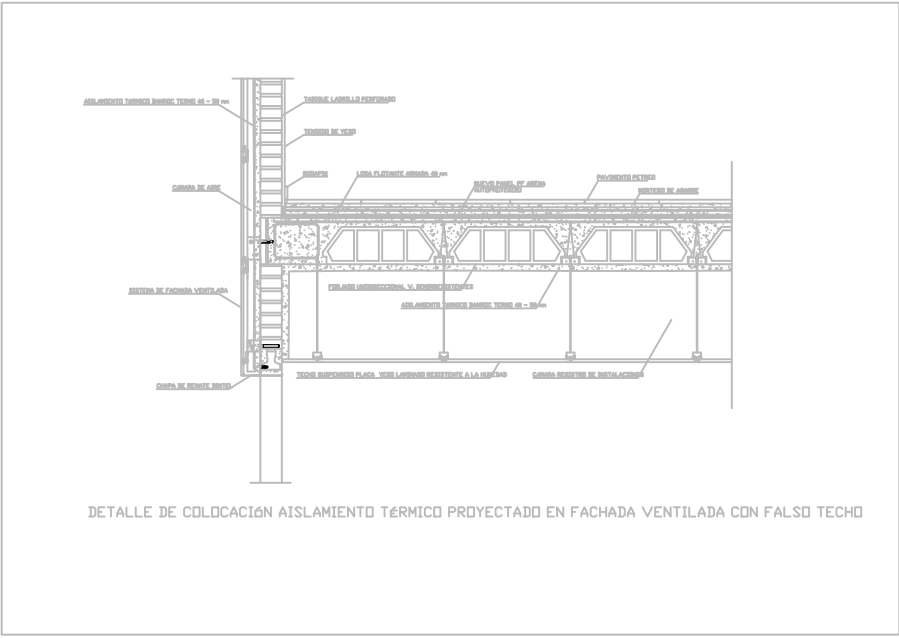 AISLAMIENTO TÉRMICO DANOSC TERMO 40 - 50 mm
TABIQUE LADRILLO PERFORADO
TENDIDO DE YESO
RODAPIE
LOSA FLOTANTE ARMADA 40 mm
NUEVO PANEL PF ARENA
AUTOPROTEGIDO
PAVIMENTO PETREO
MORTERO DE AGARRE
CAMARA DE AIRE
SISTEMA DE FACHADA VENTILADA
FORJADO UNIDIRECCIONAL V. SEMIRRESISTENTES
AISLAMIENTO TÉRMICO DANOSC TERMO 40 - 50 mm
CHAPA DE REMATE
TECHO SUSPENDIDO PLACA YESO LAMINADO RESISTENTE A LA HUMEDAD
CAMARA REGISTRO DE INSTALACIONES
DETALLE DE COLOCACIóN AISLAMIENTO TéRMICO PROYECTADO EN FACHADA VENTILADA CON FALSO TECHO